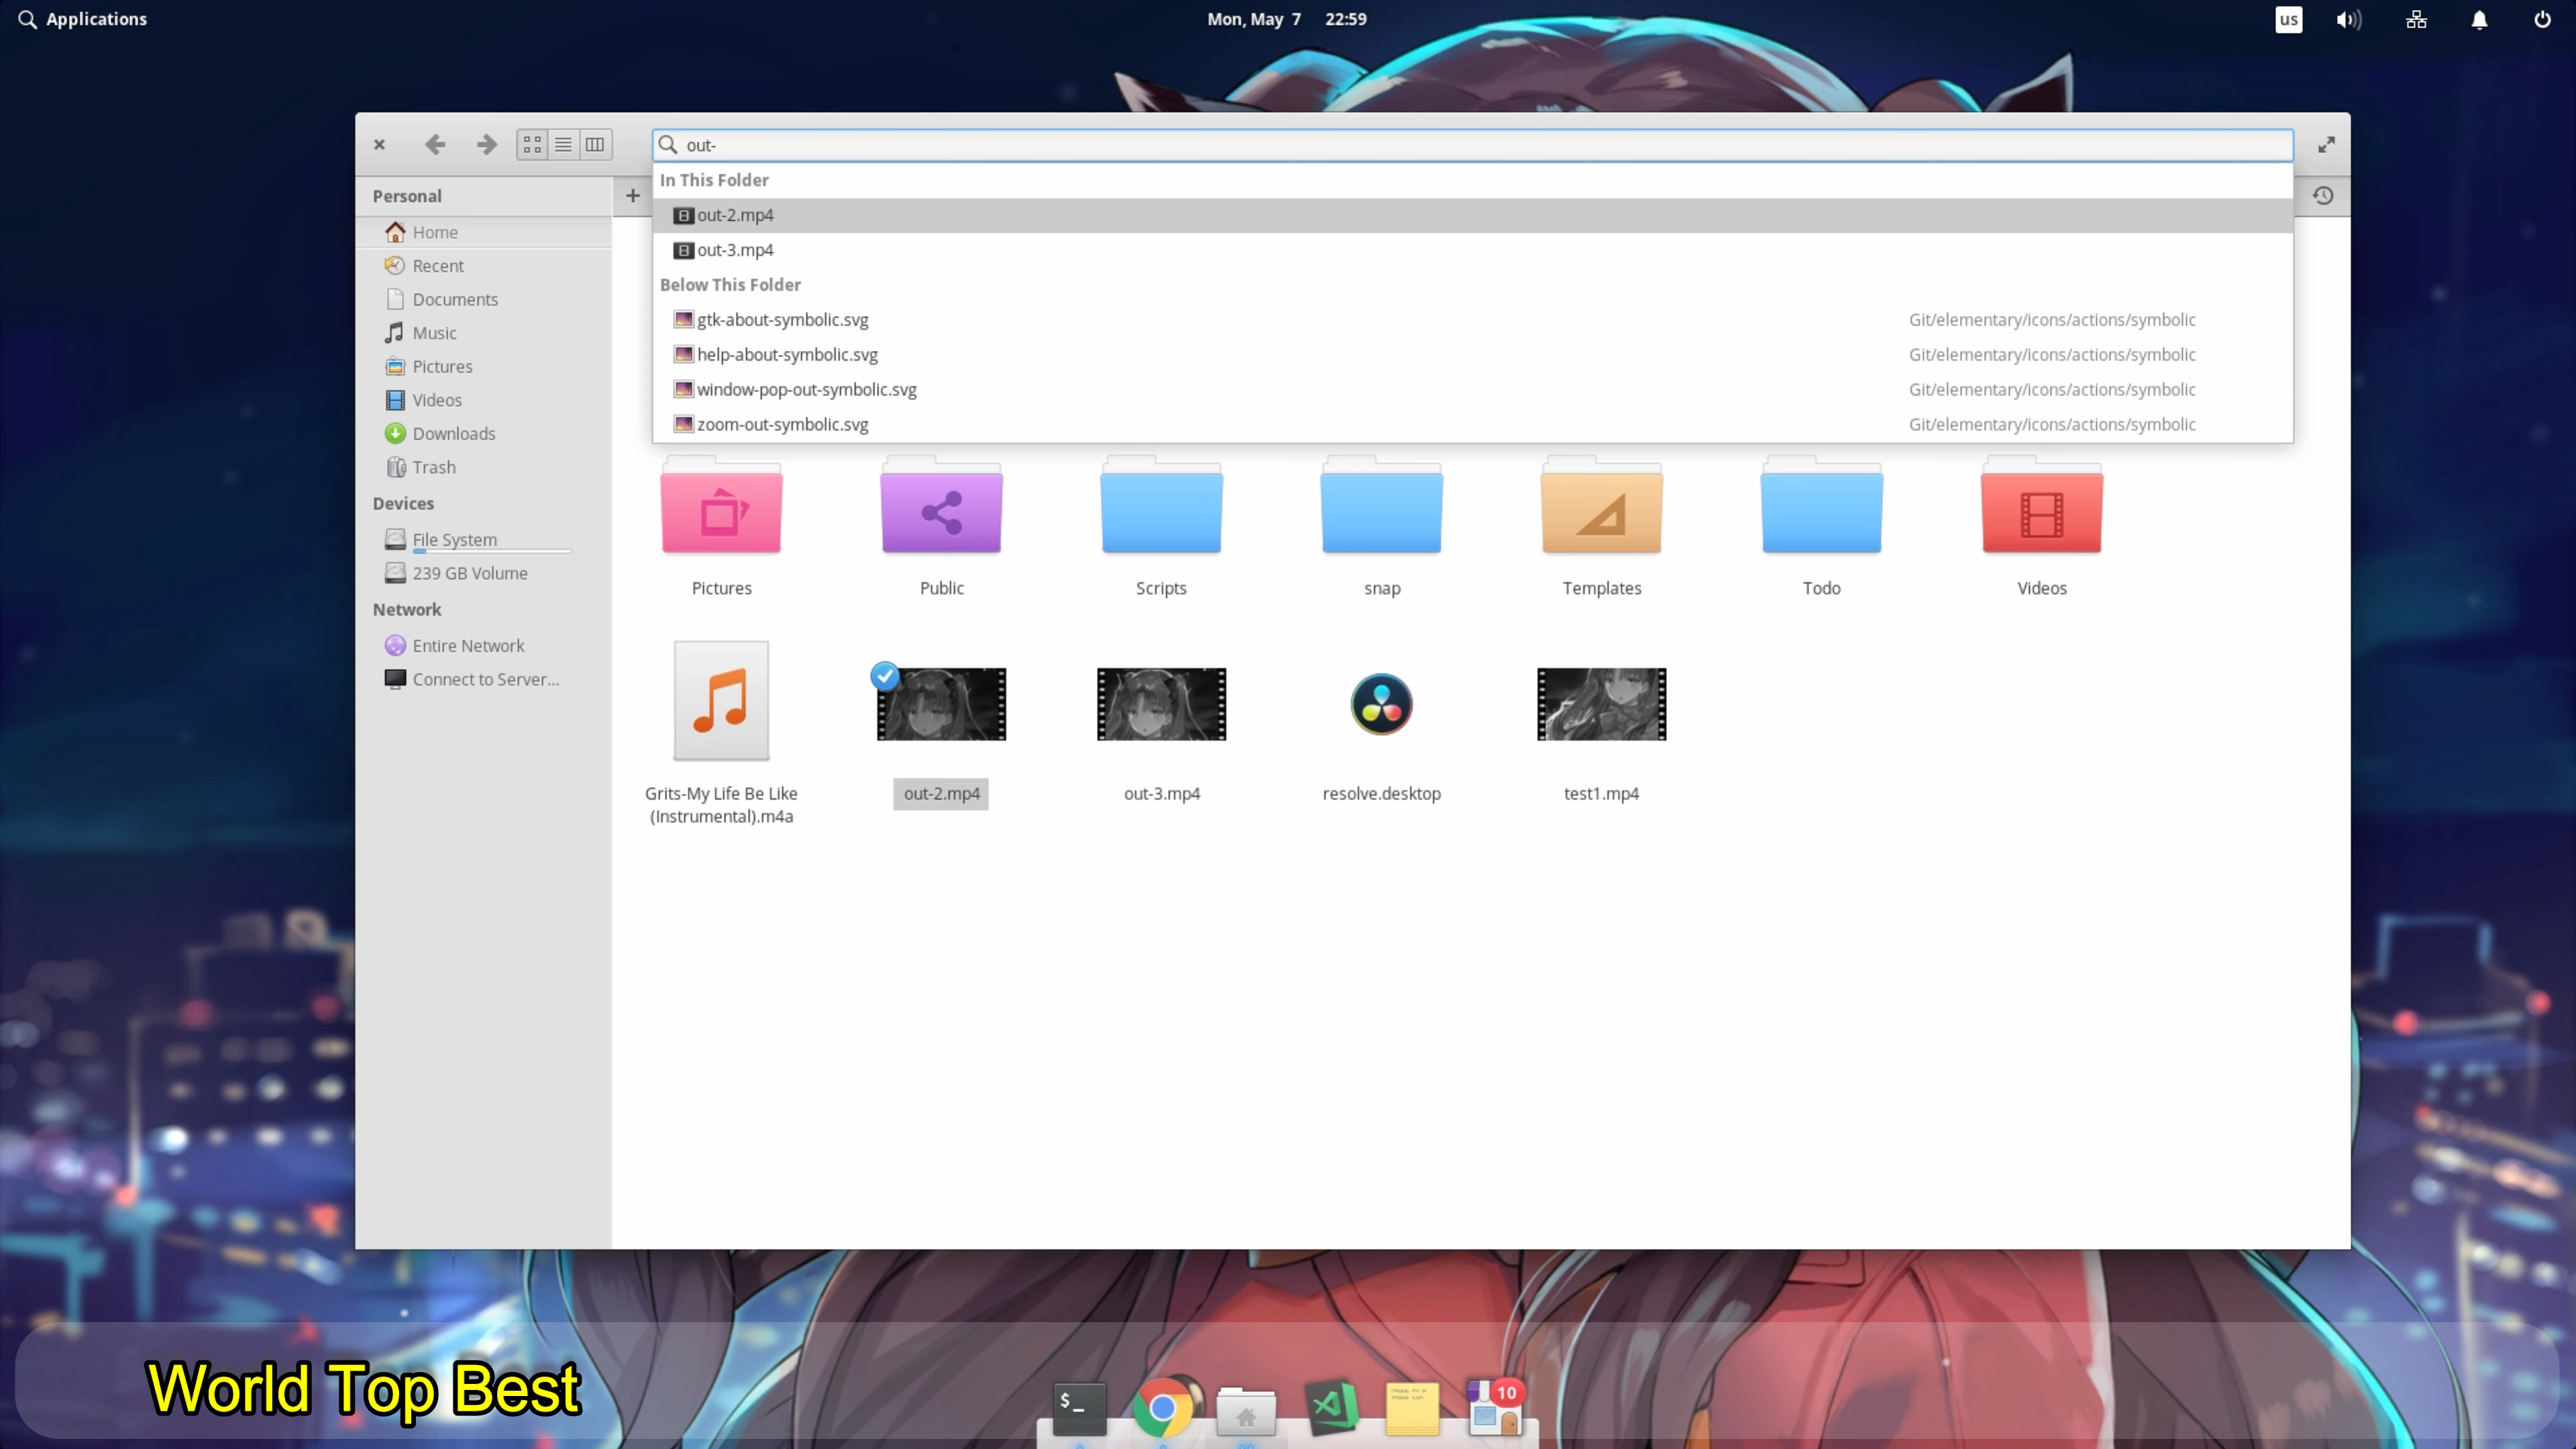 Applications
Mon, May 7 22:59
us
out-
In This Folder
out-2.mp4
out-3.mp4
Below This Folder
gtk-about-symbolic.svg Git/elementary/icons/actions/symbolic
help-about-symbolic.svg Git/elementary/icons/actions/symbolic
window-pop-out-symbolic.svg Git/elementary/icons/actions/symbolic
zoom-out-symbolic.svg Git/elementary/icons/actions/symbolic
Personal
Home
Recent
Documents
Music
Pictures
Videos
Downloads
Trash
Devices
File System
239 GB Volume
Network
Entire Network
Connect to Server...
Pictures Public Scripts snap Templates Todo Videos
Grits-My Life Be Like
(Instrumental).m4a
out-2.mp4 out-3.mp4 resolve.desktop test1.mp4
World Top Best
$_
10